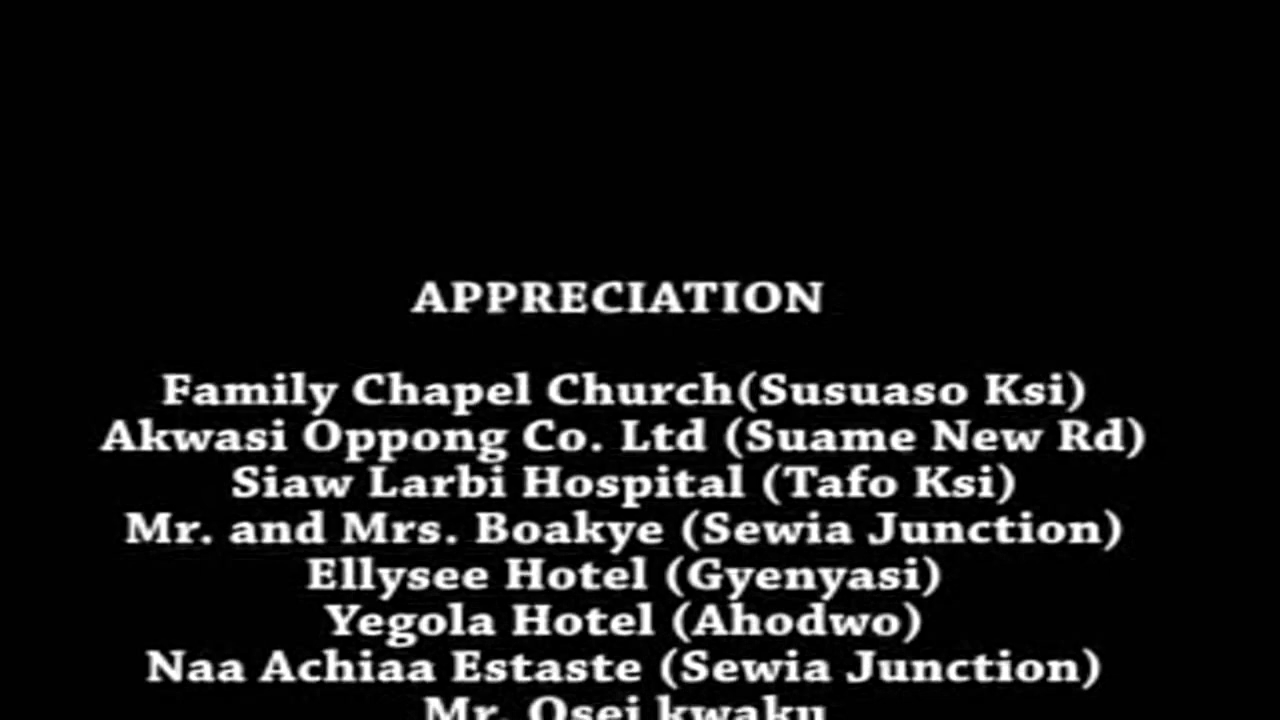 APPRECIATION
Family Chapel Church(Susuaso Ksi)
Akwasi Oppong Co. Ltd (Suame New Rd)
Siaw Larbi Hospital (Tafo Ksi)
Mr. and Mrs. Boakye (Sewia Junction)
Ellysee Hotel (Gyenyasi)
Yegola Hotel (Ahodwo)
Naa Achiaa Estaste (Sewia Junction)
Mr. Osei kwaku